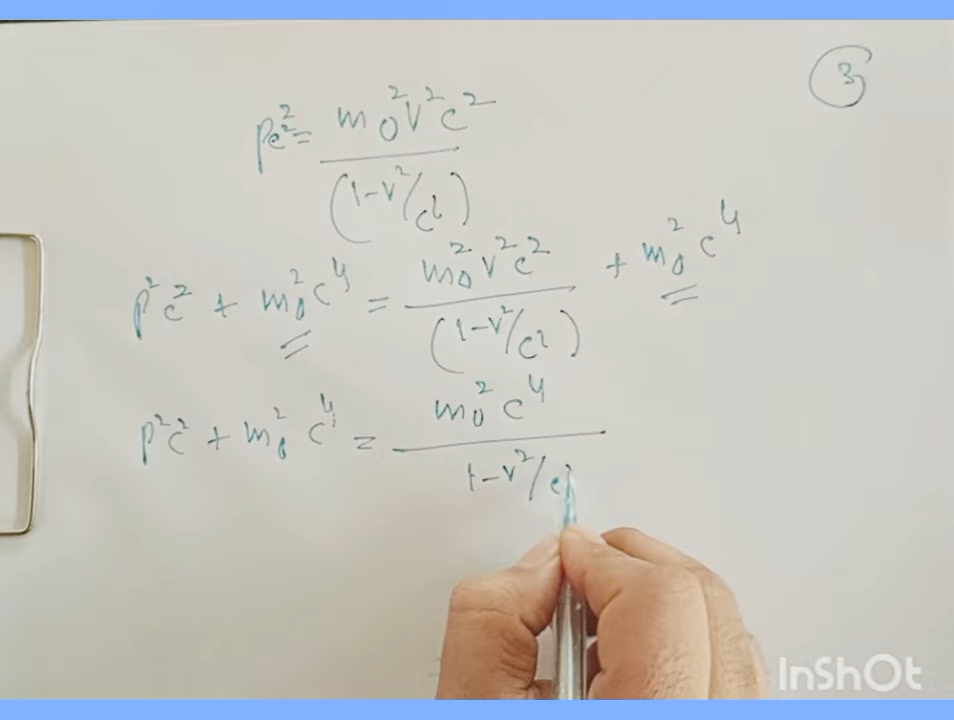 3
pc² = m₀²v²c² / (1-v²/c²)
p²c² + m₀²c⁴ = m₀²v²c² / (1-v²/c²) + m₀²c⁴
p²c² + m₀²c⁴ = m₀²c⁴ / 1-v²/c²
InShOt